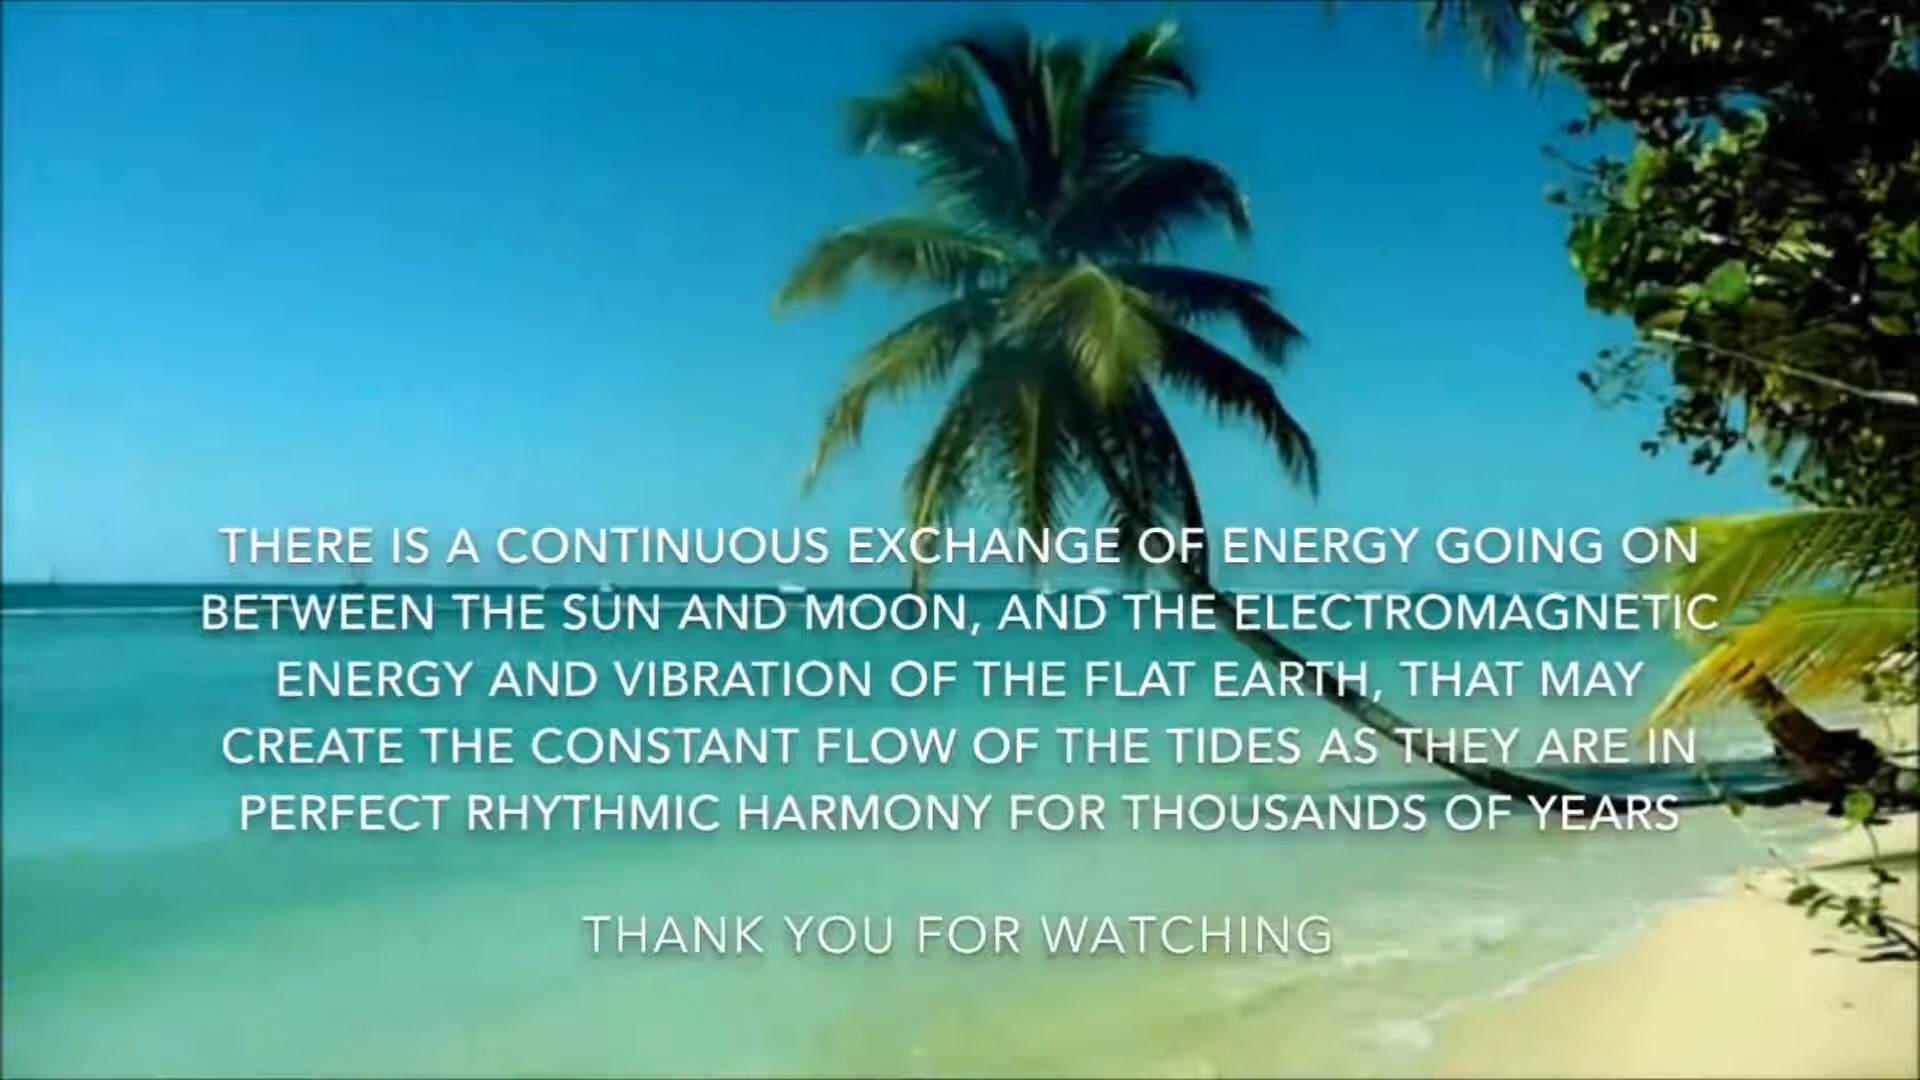 THERE IS A CONTINUOUS EXCHANGE OF ENERGY GOING ON
BETWEEN THE SUN AND MOON, AND THE ELECTROMAGNETIC
ENERGY AND VIBRATION OF THE FLAT EARTH, THAT MAY
CREATE THE CONSTANT FLOW OF THE TIDES AS THEY ARE IN
PERFECT RHYTHMIC HARMONY FOR THOUSANDS OF YEARS
THANK YOU FOR WATCHING